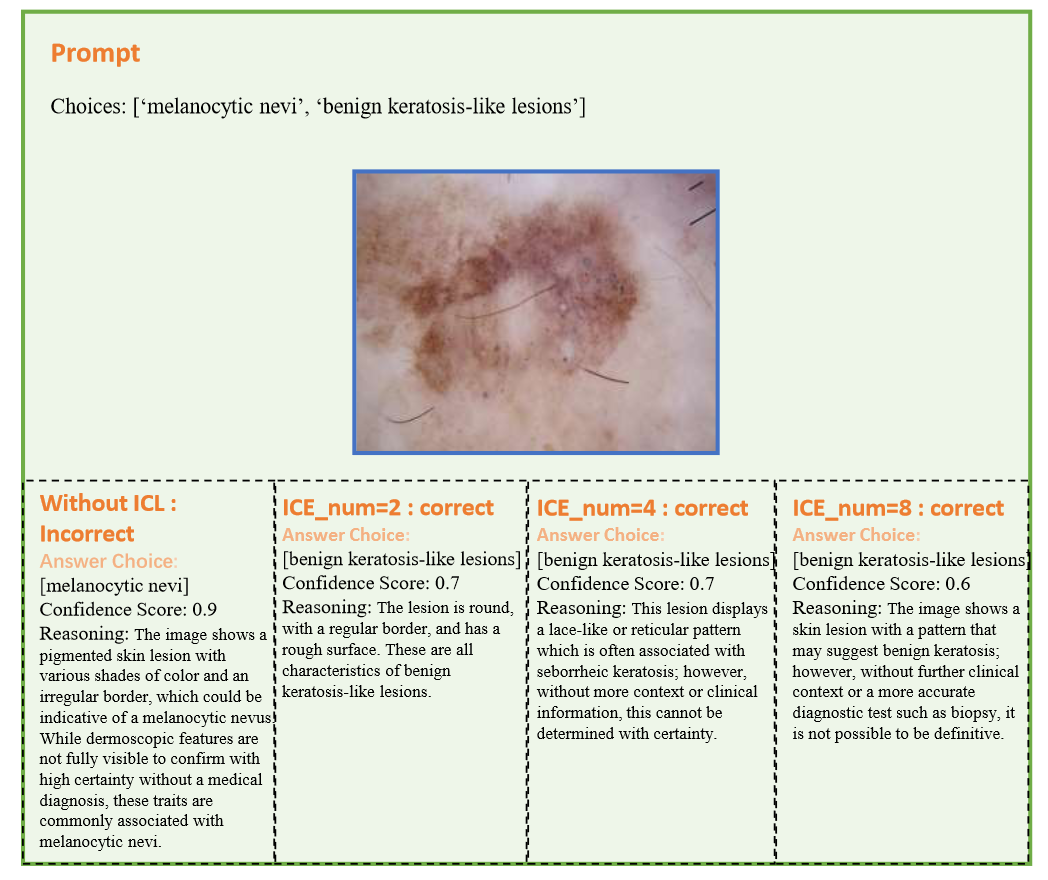 Prompt
Choices: [‘melanocytic nevi’, ‘benign keratosis-like lesions’]
Without ICL :
Incorrect
Answer Choice:
[melanocytic nevi]
Confidence Score: 0.9
Reasoning: The image shows a
pigmented skin lesion with
various shades of color and an
irregular border, which could be
indicative of a melanocytic nevus
While dermoscopic features are
not fully visible to confirm with
high certainty without a medical
diagnosis, these traits are
commonly associated with
melanocytic nevi.
ICE_num=2 : correct
Answer Choice:
[benign keratosis-like lesions]
Confidence Score: 0.7
Reasoning: The lesion is round,
with a regular border, and has a
rough surface. These are all
characteristics of benign
keratosis-like lesions.
ICE_num=4 : correct
Answer Choice:
[benign keratosis-like lesions]
Confidence Score: 0.7
Reasoning: This lesion displays
a lace-like or reticular pattern
which is often associated with
seborrheic keratosis; however,
without more context or clinical
information, this cannot be
determined with certainty.
ICE_num=8 : correct
Answer Choice:
[benign keratosis-like lesions]
Confidence Score: 0.6
Reasoning: The image shows a
skin lesion with a pattern that
may suggest benign keratosis;
however, without further clinical
context or a more accurate
diagnostic test such as biopsy, it
is not possible to be definitive.